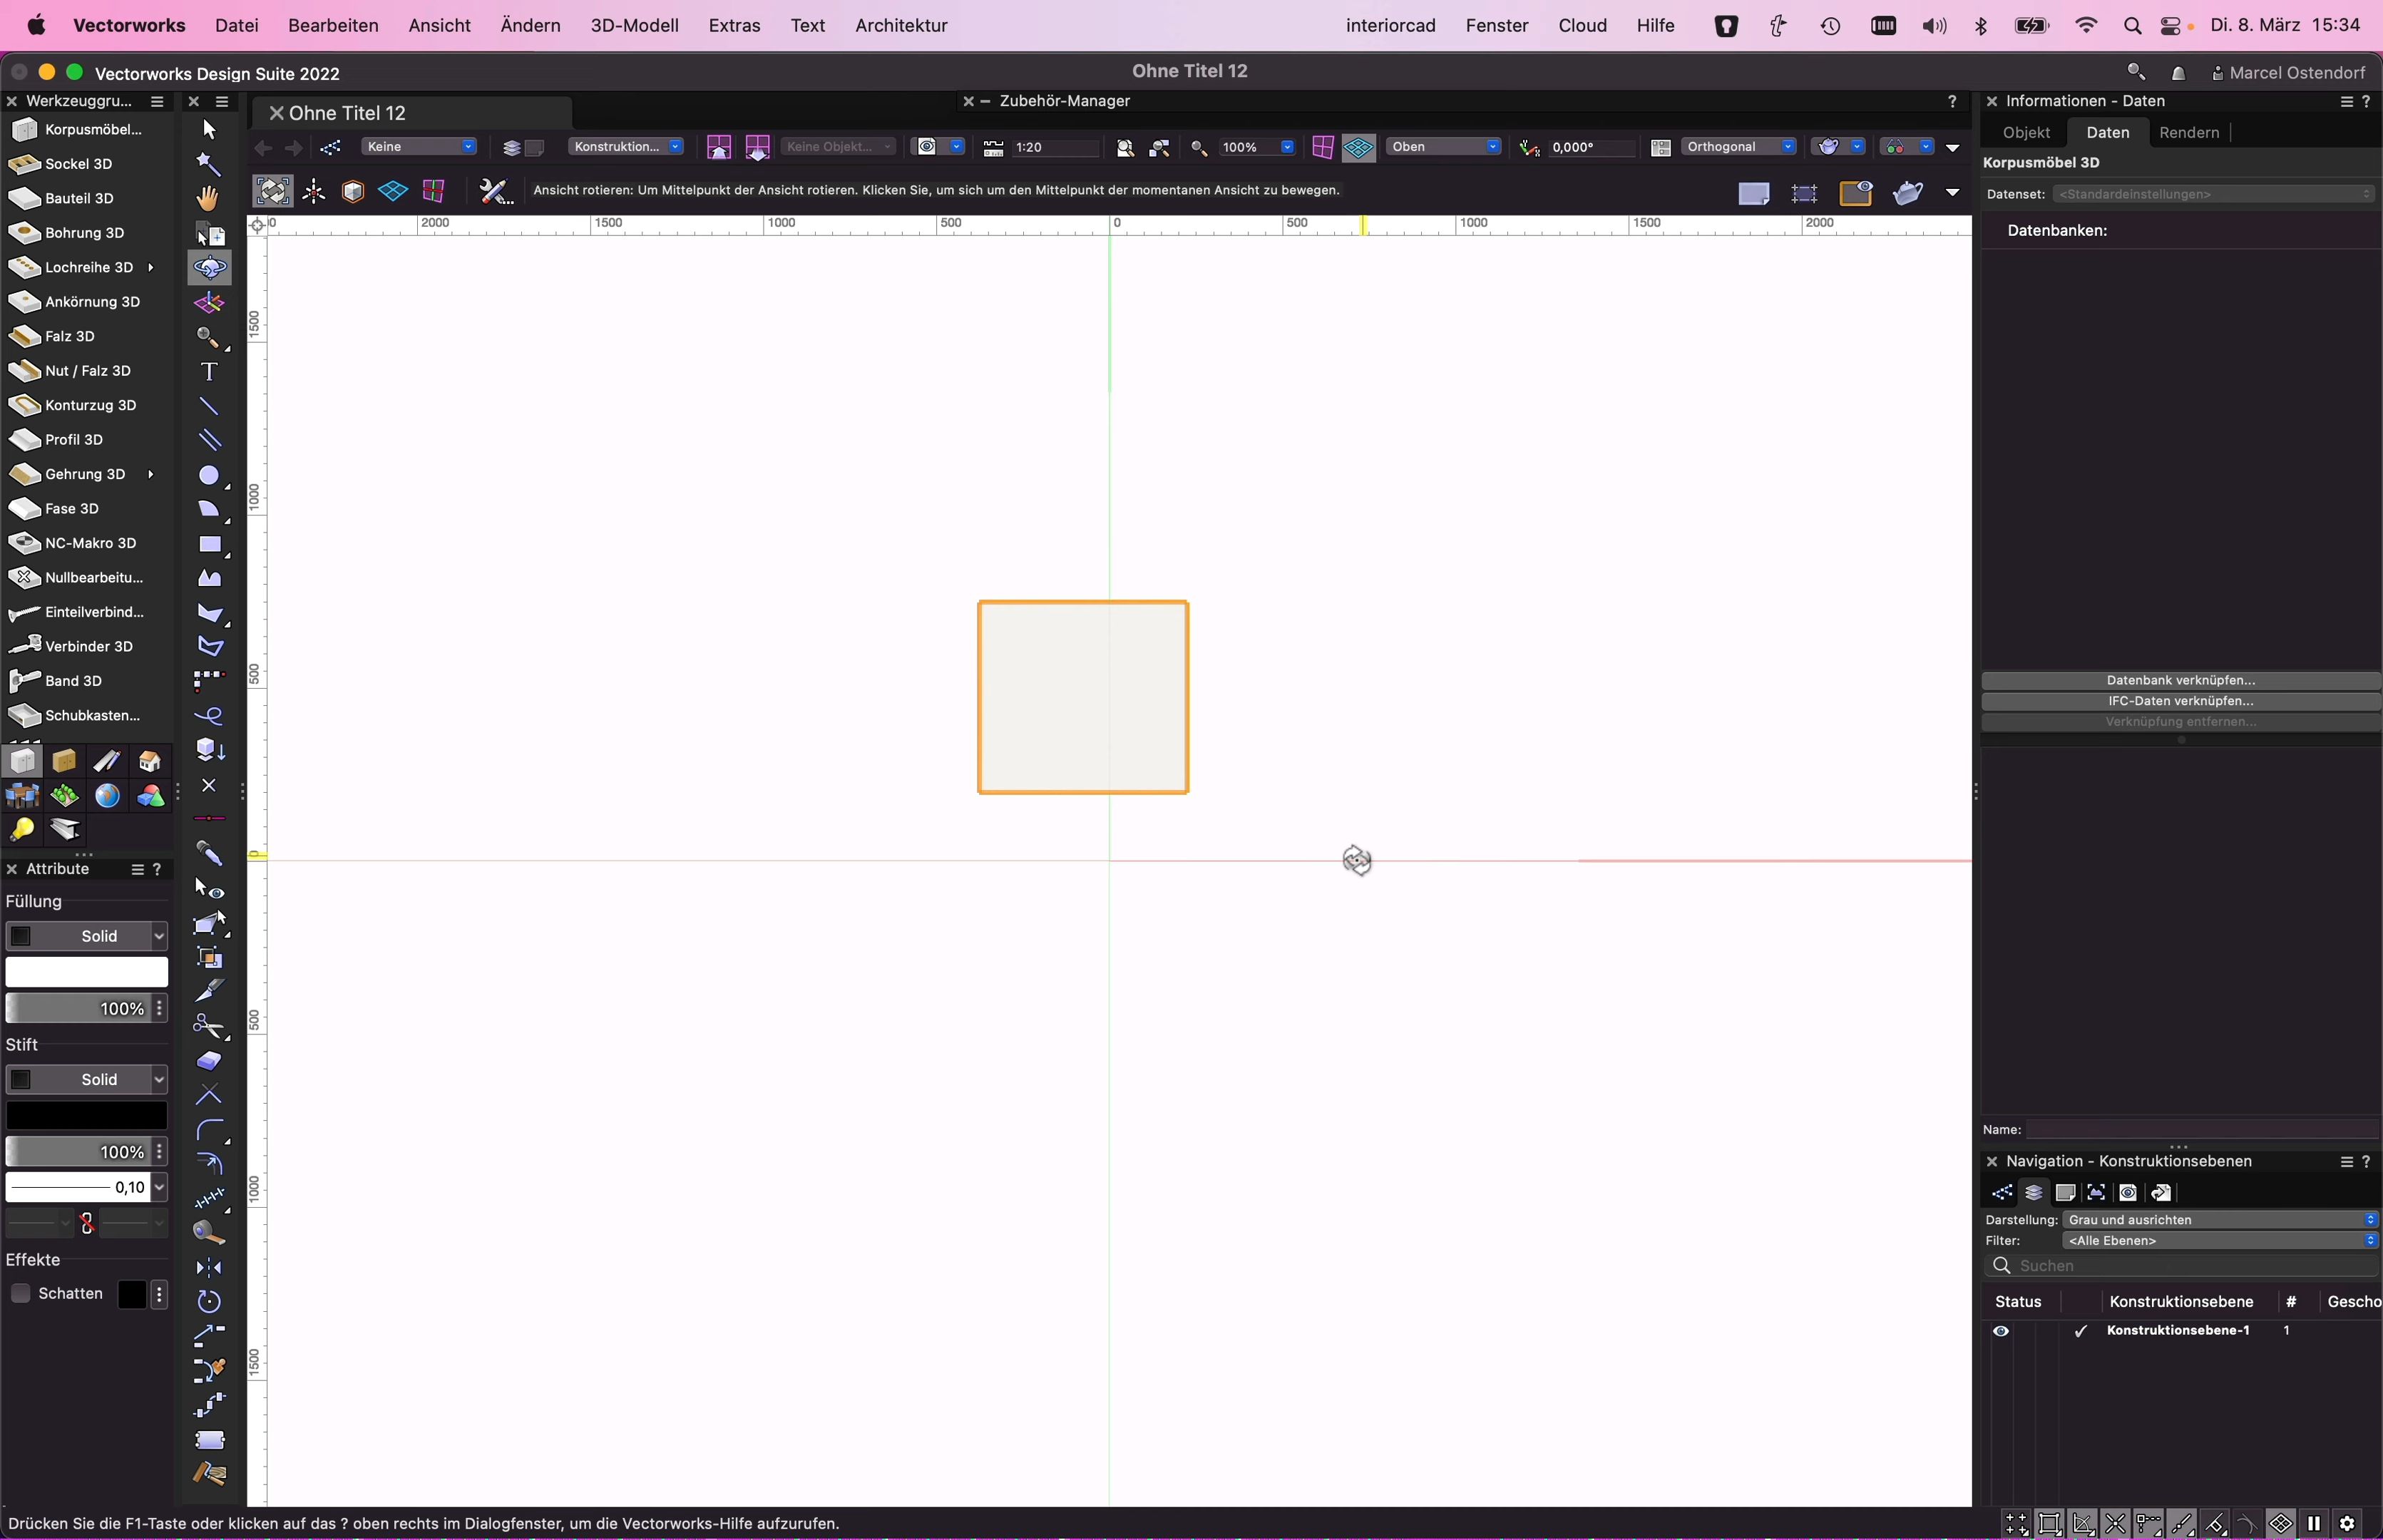 Vectorworks Datei Bearbeiten Ansicht Ändern 3D-Modell Extras Text Architektur interiorcad Fenster Cloud Hilfe Di. 8. März 15:34
Vectorworks Design Suite 2022 Ohne Titel 12 Marcel Ostendorf
Werkzeuggru... Ohne Titel 12 Zubehör-Manager ? Informationen - Daten ?
Korpusmöbel... Objekt Daten Rendern
Keine Konstruktion... Keine Objekt... 1:20 100% Oben 0,000° Orthogonal
Korpusmöbel 3D
Sockel 3D
Ansicht rotieren: Um Mittelpunkt der Ansicht rotieren. Klicken Sie, um sich um den Mittelpunkt der momentanen Ansicht zu bewegen.
Datenset: <Standardeinstellungen>
Bauteil 3D
2000 1500 1000 500 0 500 1000 1500 2000
Datenbanken:
Bohrung 3D
Lochreihe 3D
Ankörnung 3D
1500
Falz 3D
Nut / Falz 3D
Konturzug 3D
Profil 3D
Gehrung 3D
1000
Fase 3D
NC-Makro 3D
Nullbearbeitu...
Einteilverbind...
Verbinder 3D
500
Band 3D
Schubkasten...
Datenbank verknüpfen...
IFC-Daten verknüpfen...
Verknüpfung entfernen...
0
Attribute ?
Füllung
Solid
100%
500
Stift
Solid
100%
0,10
1000
Effekte
Schatten
1500
Name:
Navigation - Konstruktionsebenen ?
Darstellung: Grau und ausrichten
Filter: <Alle Ebenen>
Suchen
Status Konstruktionsebene # Gescho
Konstruktionsebene-1 1
Drücken Sie die F1-Taste oder klicken auf das ? oben rechts im Dialogfenster, um die Vectorworks-Hilfe aufzurufen.